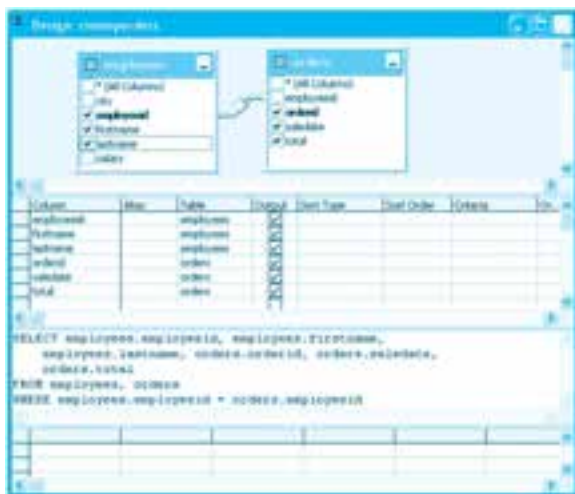 employees
* (All Columns)
city
employeeid
firstname
lastname
salary
orders
* (All Columns)
employeeid
orderid
saledate
total
Column Alias Table Output Sort Type Sort Order Criteria Or...
employeeid employees
firstname employees
lastname employees
orderid orders
saledate orders
total orders
SELECT employees.employeeid, employees.firstname,
employees.lastname, orders.orderid, orders.saledate,
orders.total
FROM employees, orders
WHERE employees.employeeid = orders.employeeid